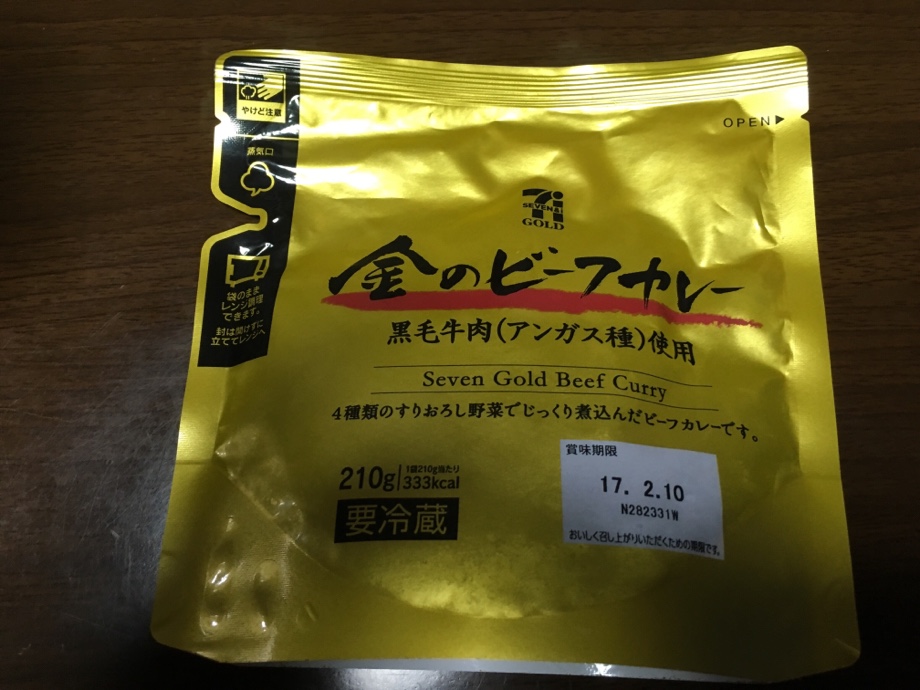 やけど注意
OPEN▶
蒸気口
SEVEN&i
GOLD
金のビーフカレー
袋のまま
レンジ調理
できます。
封は開けずに
立ててレンジへ
黒毛牛肉(アンガス種)使用
Seven Gold Beef Curry
4種類のすりおろし野菜でじっくり煮込んだビーフカレーです。
210g
1袋210g当たり
333kcal
要冷蔵
賞味期限
17. 2.10
N282331W
おいしく召し上がりいただくための期限です。